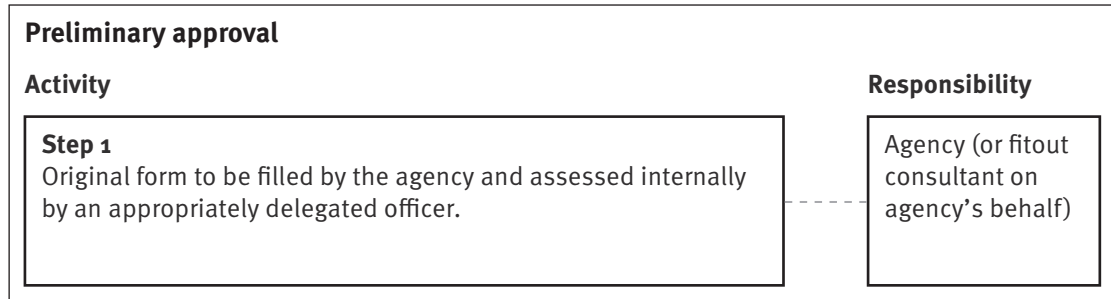 Preliminary approval
Activity
Responsibility
Step 1
Original form to be filled by the agency and assessed internally
by an appropriately delegated officer.
Agency (or fitout
consultant on
agency’s behalf)